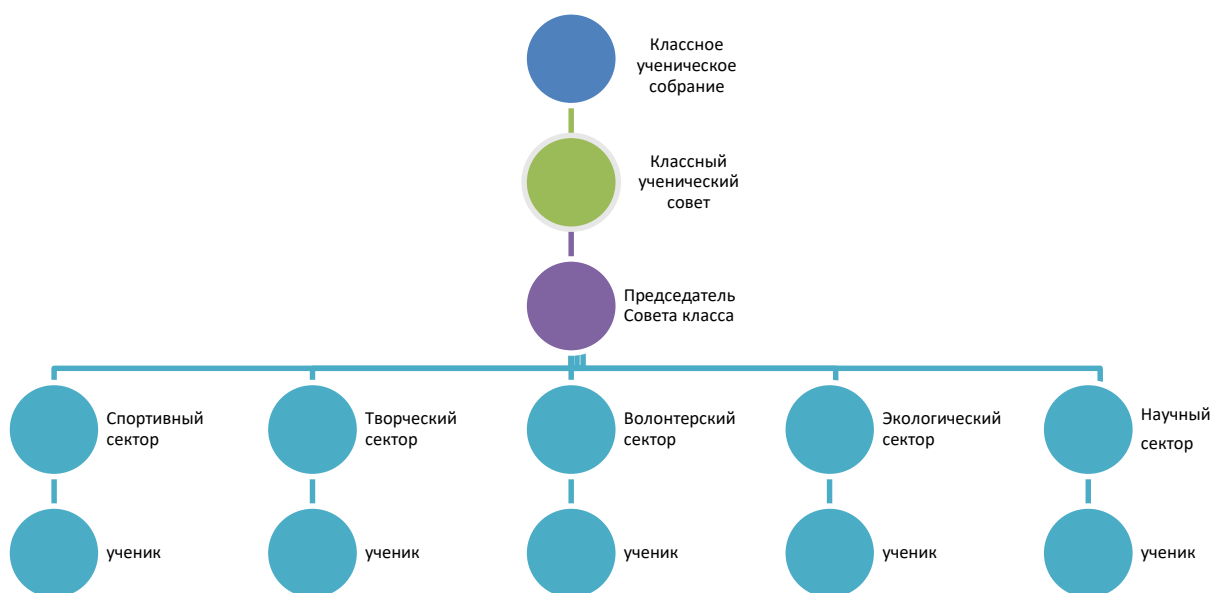 Классное
ученическое
собрание
Классный
ученический
совет
Председатель
Совета класса
Спортивный
сектор
Творческий
сектор
Волонтерский
сектор
Экологический
сектор
Научный
сектор
ученик
ученик
ученик
ученик
ученик